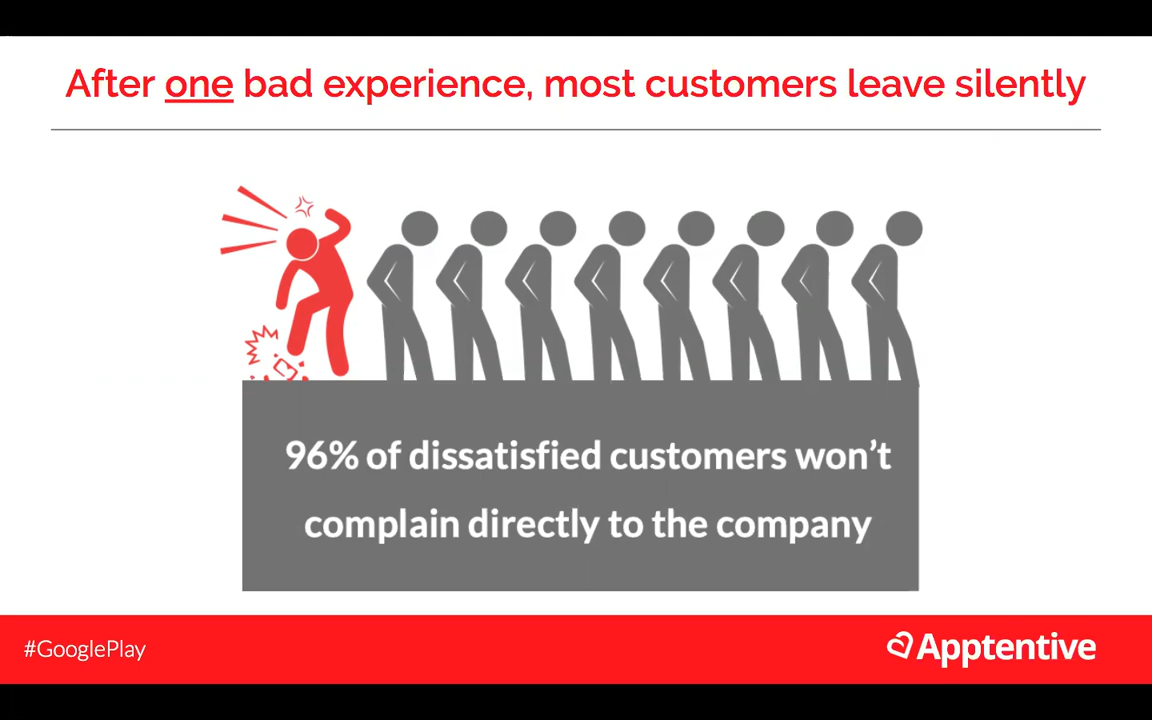 After one bad experience, most customers leave silently
96% of dissatisfied customers won’t
complain directly to the company
#GooglePlay
Apptentive